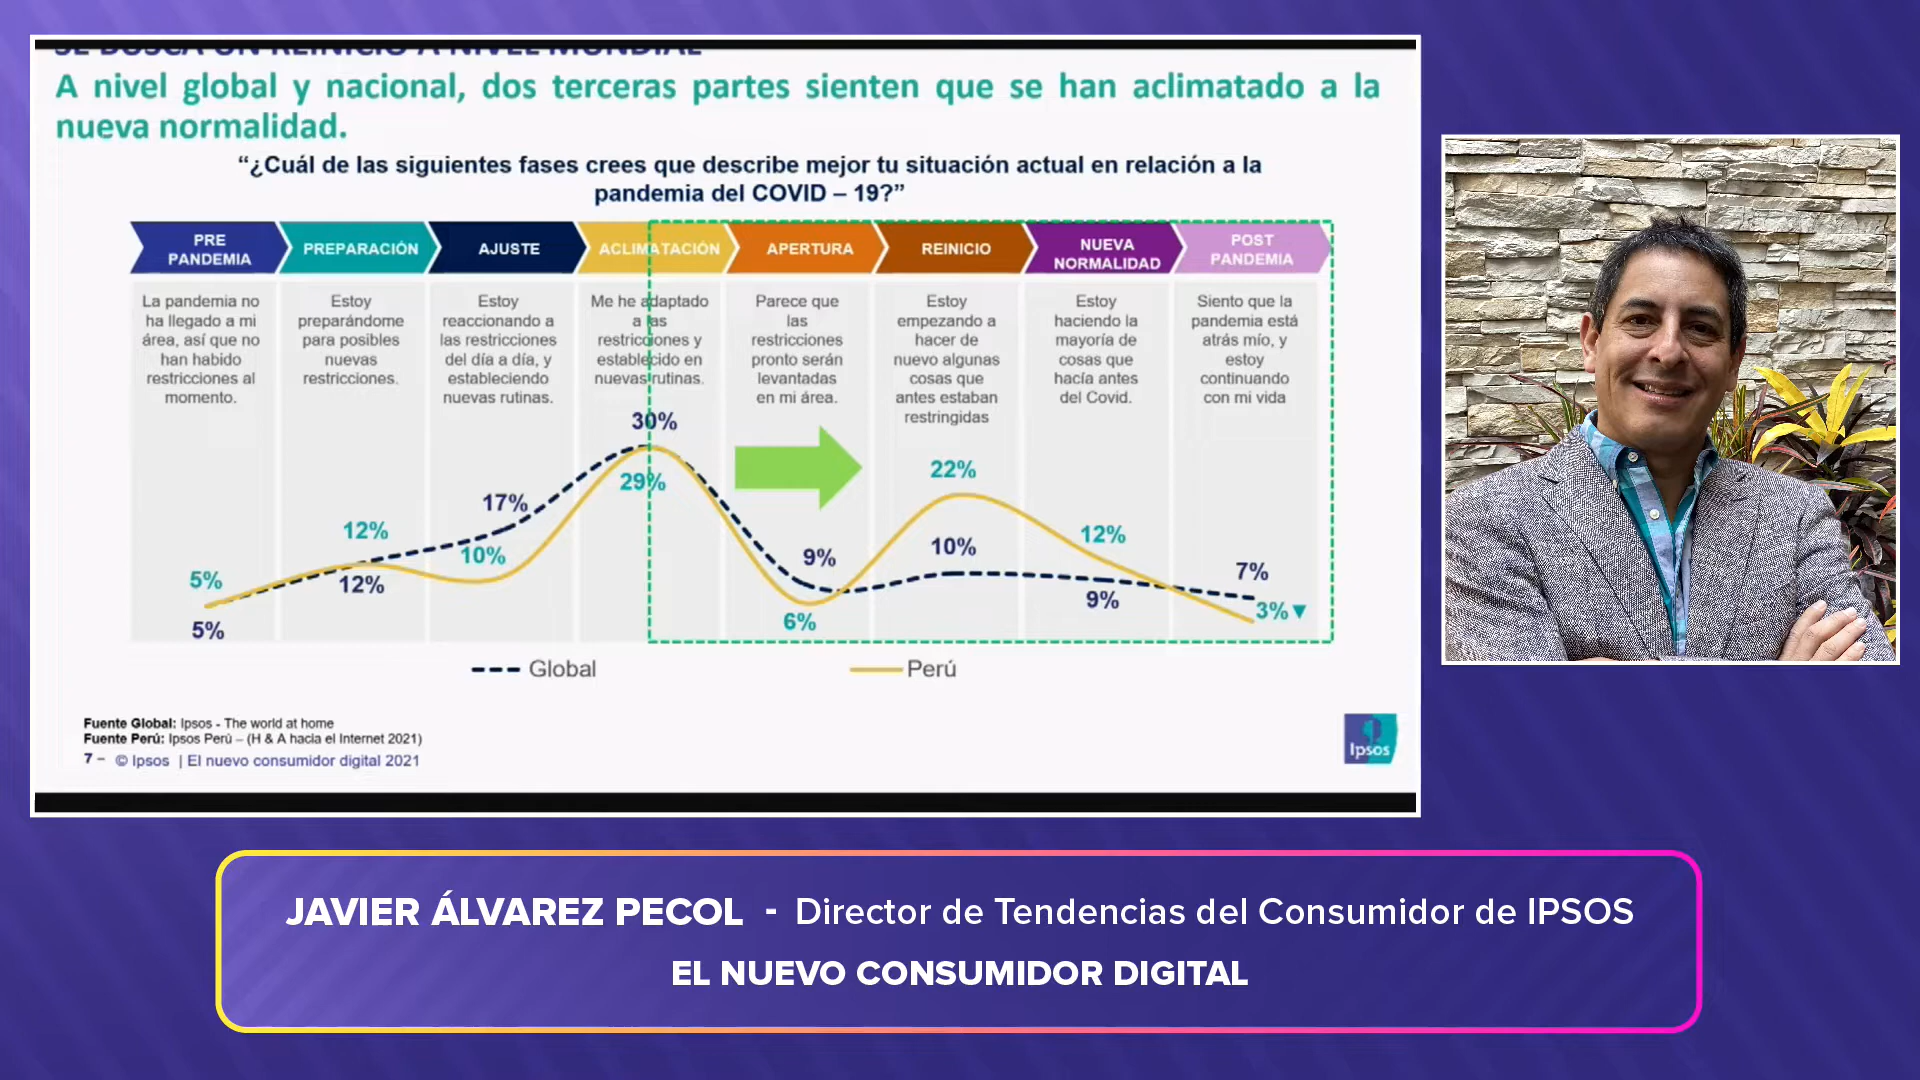 SE BUSCA UN REINICIO A NIVEL MUNDIAL
A nivel global y nacional, dos terceras partes sienten que se han aclimatado a la
nueva normalidad.
“¿Cuál de las siguientes fases crees que describe mejor tu situación actual en relación a la
pandemia del COVID – 19?”
PRE
PANDEMIA
PREPARACIÓN
AJUSTE
ACLIMATACIÓN
APERTURA
REINICIO
NUEVA
NORMALIDAD
POST
PANDEMIA
La pandemia no
ha llegado a mi
área, así que no
han habido
restricciones al
momento.
Estoy
preparándome
para posibles
nuevas
restricciones.
Estoy
reaccionando a
las restricciones
del día a día, y
estableciendo
nuevas rutinas.
Me he adaptado
a las
restricciones y
establecido en
nuevas rutinas.
Parece que
las
restricciones
pronto serán
levantadas
en mi área.
Estoy
empezando a
hacer de
nuevo algunas
cosas que
antes estaban
restringidas
Estoy
haciendo la
mayoría de
cosas que
hacía antes
del Covid.
Siento que la
pandemia está
atrás mío, y
estoy
continuando
con mi vida
5%
5%
12%
12%
17%
10%
30%
29%
9%
6%
22%
10%
12%
9%
7%
3%▼
Global
Perú
Fuente Global: Ipsos - The world at home
Fuente Perú: Ipsos Perú – (H & A hacia el Internet 2021)
7 – © Ipsos | El nuevo consumidor digital 2021
Ipsos
JAVIER ÁLVAREZ PECOL - Director de Tendencias del Consumidor de IPSOS
EL NUEVO CONSUMIDOR DIGITAL